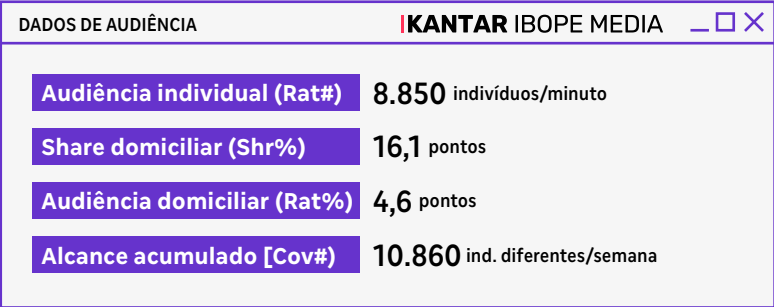 DADOS DE AUDIÊNCIA KANTAR IBOPE MEDIA
Audiência individual (Rat#) 8.850 indivíduos/minuto
Share domiciliar (Shr%) 16,1 pontos
Audiência domiciliar (Rat%) 4,6 pontos
Alcance acumulado [Cov#) 10.860 ind. diferentes/semana